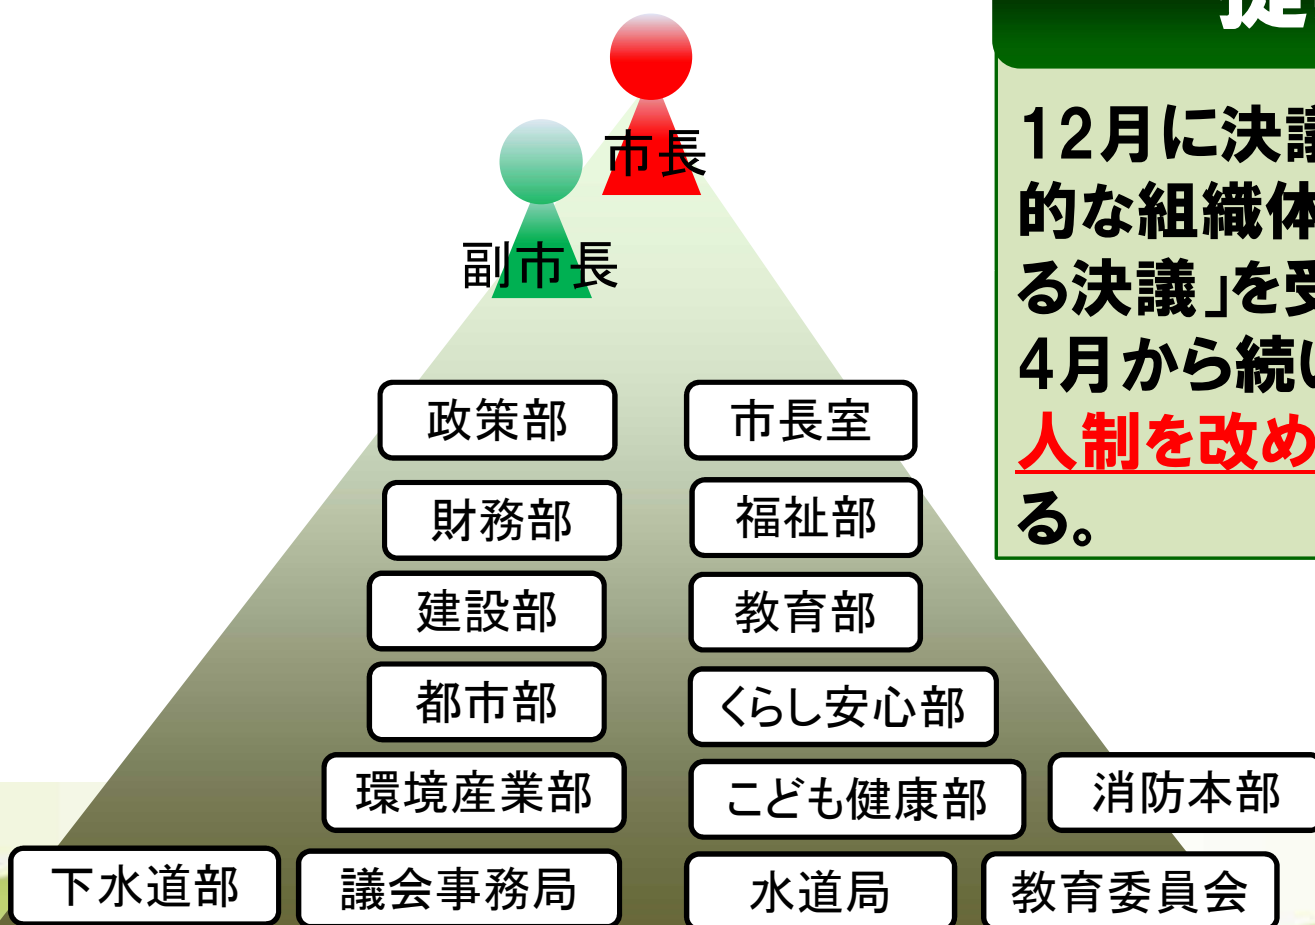 提
市長
副市長
12月に決議
的な組織体
る決議」を受
4月から続い
人制を改め
る。
政策部
市長室
財務部
福祉部
建設部
教育部
都市部
くらし安心部
環境産業部
こども健康部
消防本部
下水道部
議会事務局
水道局
教育委員会